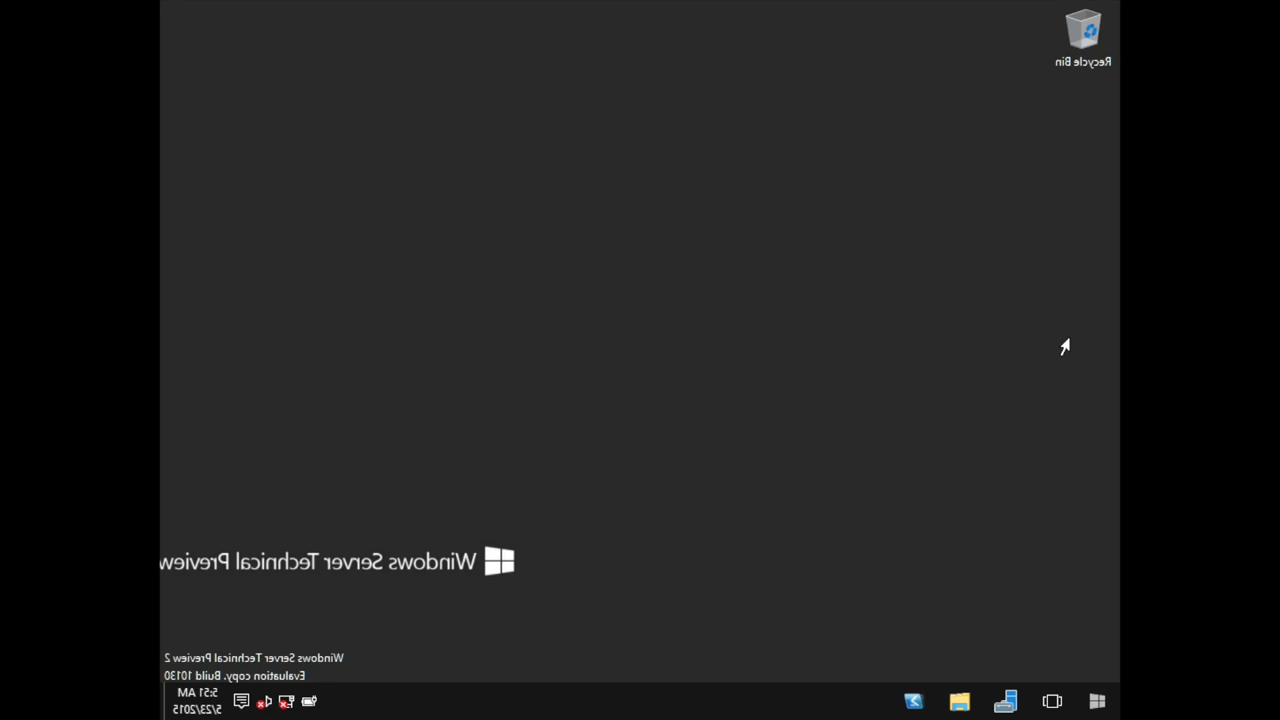 Recycle Bin
Windows Server Technical Preview
Windows Server Technical Preview 2
Evaluation copy. Build 10130
5:51 AM
5/23/2015